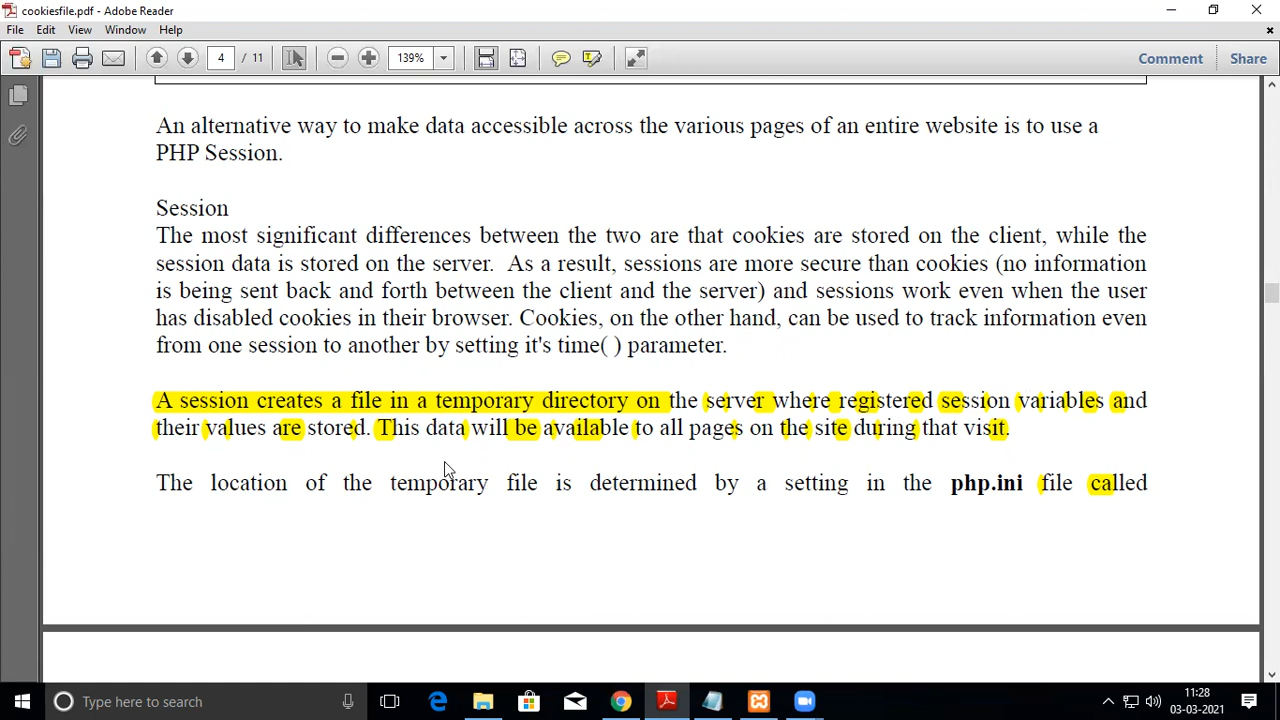 cookiesfile.pdf - Adobe Reader
File Edit View Window Help
4 / 11 139% Comment Share
An alternative way to make data accessible across the various pages of an entire website is to use a
PHP Session.
Session
The most significant differences between the two are that cookies are stored on the client, while the
session data is stored on the server. As a result, sessions are more secure than cookies (no information
is being sent back and forth between the client and the server) and sessions work even when the user
has disabled cookies in their browser. Cookies, on the other hand, can be used to track information even
from one session to another by setting it's time( ) parameter.
A session creates a file in a temporary directory on the server where registered session variables and
their values are stored. This data will be available to all pages on the site during that visit.
The location of the temporary file is determined by a setting in the php.ini file called
Type here to search
11:28
03-03-2021